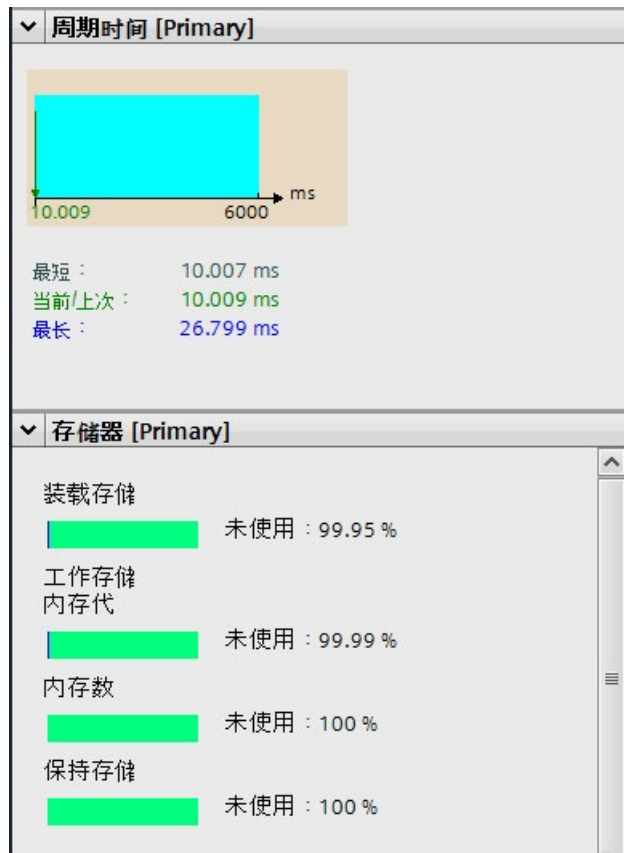 周期时间 [Primary]
ms
10.009
6000
最短：
10.007 ms
当前/上次：
10.009 ms
最长：
26.799 ms
存储器 [Primary]
装载存储
未使用：99.95 %
工作存储
内存代
未使用：99.99 %
内存数
未使用：100 %
保持存储
未使用：100 %